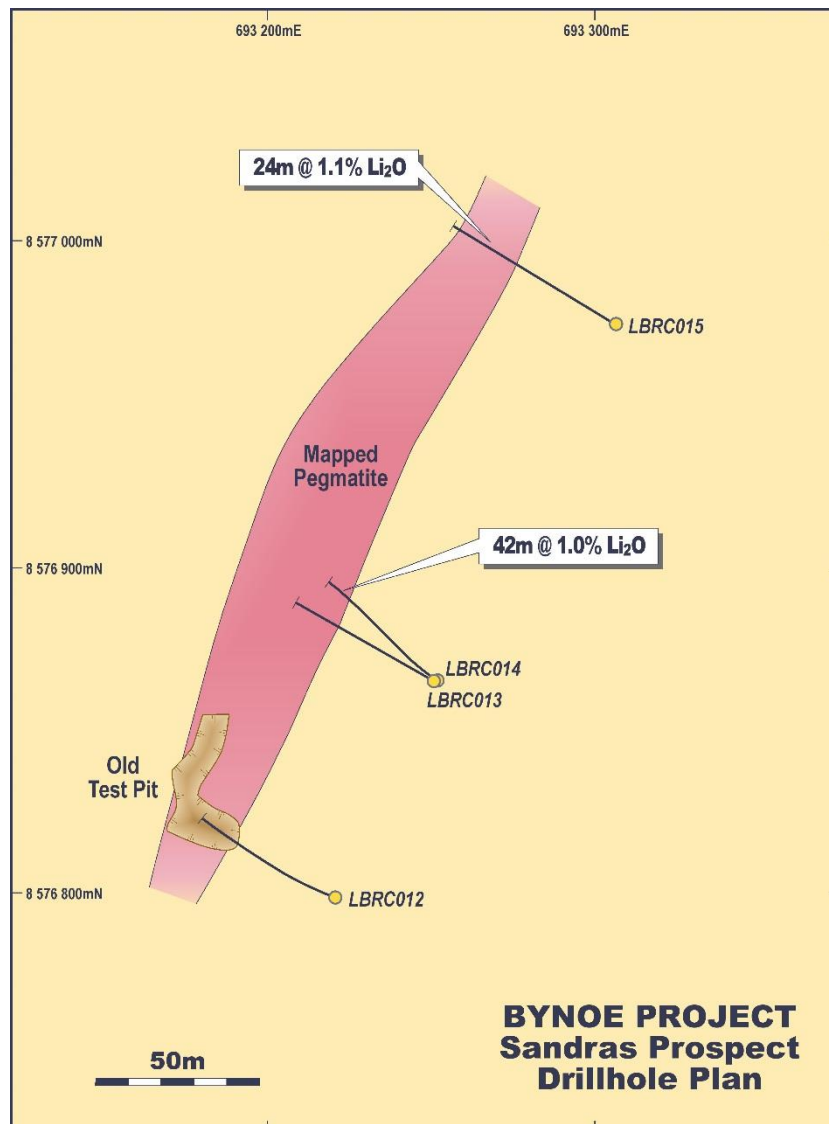 693 200mE
693 300mE
24m @ 1.1% Li₂O
8 577 000mN
LBRC015
Mapped
Pegmatite
42m @ 1.0% Li₂O
8 576 900mN
LBRC014
LBRC013
Old
Test Pit
8 576 800mN
LBRC012
BYNOE PROJECT
Sandras Prospect
Drillhole Plan
50m